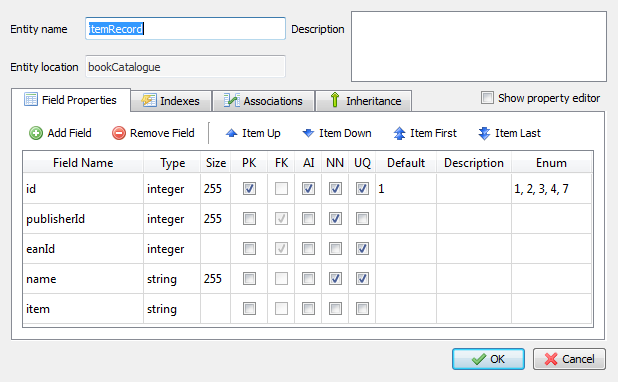 Entity name itemRecord Description
Entity location bookCatalogue
Field Properties Indexes Associations Inheritance Show property editor
Add Field Remove Field Item Up Item Down Item First Item Last
Field Name Type Size PK FK AI NN UQ Default Description Enum
id integer 255 1 1, 2, 3, 4, 7
publisherId integer 255
eanId integer
name string 255
item string
OK Cancel